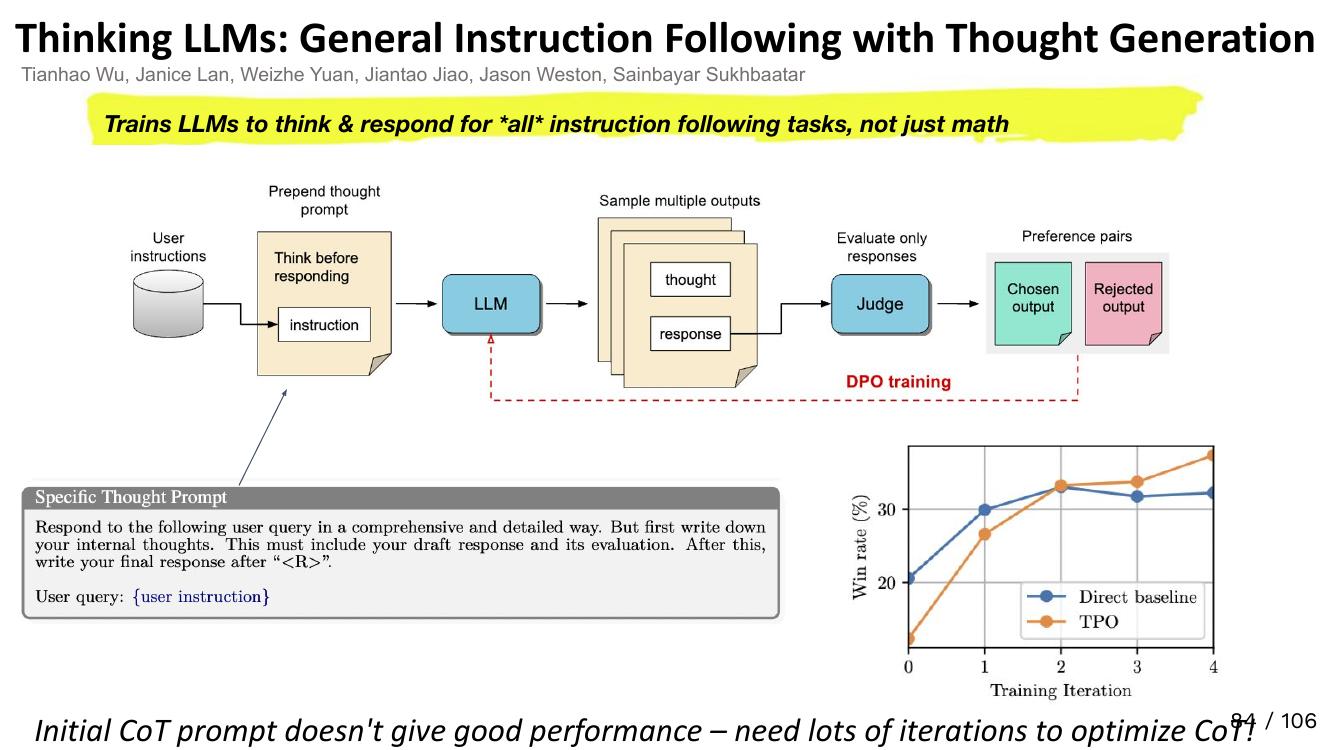 Thinking LLMs: General Instruction Following with Thought Generation
Tianhao Wu, Janice Lan, Weizhe Yuan, Jiantao Jiao, Jason Weston, Sainbayar Sukhbaatar
Trains LLMs to think & respond for *all* instruction following tasks, not just math
User
instructions
Prepend thought
prompt
Think before
responding
instruction
LLM
Sample multiple outputs
thought
response
Evaluate only
responses
Judge
Preference pairs
Chosen
output
Rejected
output
DPO training
Specific Thought Prompt
Respond to the following user query in a comprehensive and detailed way. But first write down
your internal thoughts. This must include your draft response and its evaluation. After this,
write your final response after “<R>”.
User query: {user instruction}
Win rate (%)
30
20
Direct baseline
TPO
0 1 2 3 4
Training Iteration
Initial CoT prompt doesn't give good performance – need lots of iterations to optimize CoT!
84 / 106